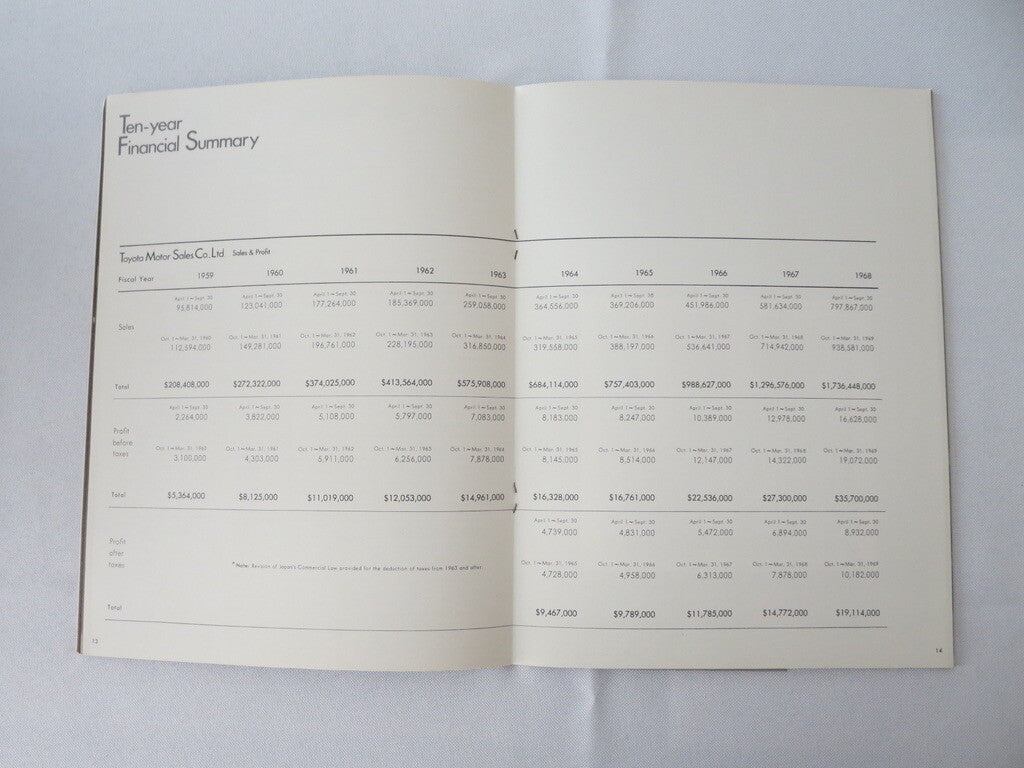 Ten-year
Financial Summary
Toyota Motor Sales Co. Ltd. Sales & Profit
Fiscal Year 1959 1960 1961 1962 1963 1964 1965 1966 1967 1968
April 1~Sept. 30 April 1~Sept. 30 April 1~Sept. 30 April 1~Sept. 30 April 1~Sept. 30 April 1~Sept. 30 April 1~Sept. 30 April 1~Sept. 30 April 1~Sept. 30 April 1~Sept. 30
95,814,000 123,041,000 177,264,000 185,369,000 259,058,000 364,556,000 369,206,000 451,986,000 581,634,000 797,867,000
Sales
Oct. 1~Mar. 31, 1960 Oct. 1~Mar. 31, 1961 Oct. 1~Mar. 31, 1962 Oct. 1~Mar. 31, 1963 Oct. 1~Mar. 31, 1964 Oct. 1~Mar. 31, 1965 Oct. 1~Mar. 31, 1966 Oct. 1~Mar. 31, 1967 Oct. 1~Mar. 31, 1968 Oct. 1~Mar. 31, 1969
112,594,000 149,281,000 196,761,000 228,195,000 316,850,000 319,558,000 388,197,000 536,641,000 714,942,000 938,581,000
Total $208,408,000 $272,322,000 $374,025,000 $413,564,000 $575,908,000 $684,114,000 $757,403,000 $988,627,000 $1,296,576,000 $1,736,448,000
April 1~Sept. 30 April 1~Sept. 30 April 1~Sept. 30 April 1~Sept. 30 April 1~Sept. 30 April 1~Sept. 30 April 1~Sept. 30 April 1~Sept. 30 April 1~Sept. 30 April 1~Sept. 30
2,264,000 3,822,000 5,108,000 5,797,000 7,083,000 8,183,000 8,247,000 10,389,000 12,978,000 16,628,000
Profit
before
taxes
Oct. 1~Mar. 31, 1960 Oct. 1~Mar. 31, 1961 Oct. 1~Mar. 31, 1962 Oct. 1~Mar. 31, 1963 Oct. 1~Mar. 31, 1964 Oct. 1~Mar. 31, 1965 Oct. 1~Mar. 31, 1966 Oct. 1~Mar. 31, 1967 Oct. 1~Mar. 31, 1968 Oct. 1~Mar. 31, 1969
3,100,000 4,303,000 5,911,000 6,256,000 7,878,000 8,145,000 8,514,000 12,147,000 14,322,000 19,072,000
Total $5,364,000 $8,125,000 $11,019,000 $12,053,000 $14,961,000 $16,328,000 $16,761,000 $22,536,000 $27,300,000 $35,700,000
April 1~Sept. 30 April 1~Sept. 30 April 1~Sept. 30 April 1~Sept. 30 April 1~Sept. 30
4,739,000 4,831,000 5,472,000 6,894,000 8,932,000
Profit
after
taxes
*Note: Revision of Japan's Commercial Law provided for the deduction of taxes from 1963 and after.
Oct. 1~Mar. 31, 1965 Oct. 1~Mar. 31, 1966 Oct. 1~Mar. 31, 1967 Oct. 1~Mar. 31, 1968 Oct. 1~Mar. 31, 1969
4,728,000 4,958,000 6,313,000 7,878,000 10,182,000
Total $9,467,000 $9,789,000 $11,785,000 $14,772,000 $19,114,000
13
14